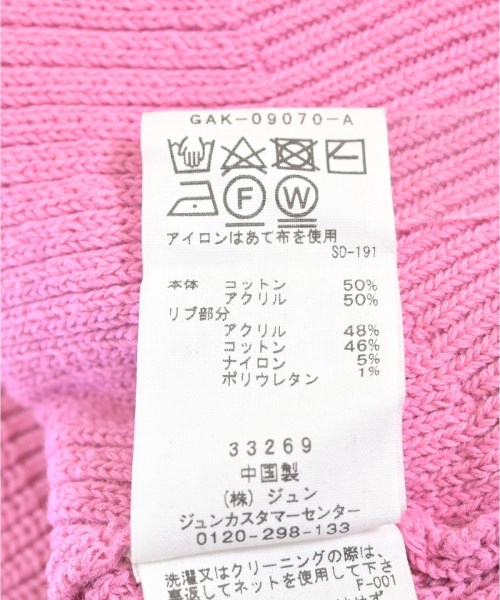 GAK-09070-A
F W
アイロンはあて布を使用
SD-191
本体 コットン 50%
アクリル 50%
リブ部分
アクリル 48%
コットン 46%
ナイロン 5%
ポリウレタン 1%
33269
中国製
(株) ジュン
ジュンカスタマーセンター
0120-298-133
洗濯又はクリーニングの際は、
裏返してネットを使用して下さ
F-001